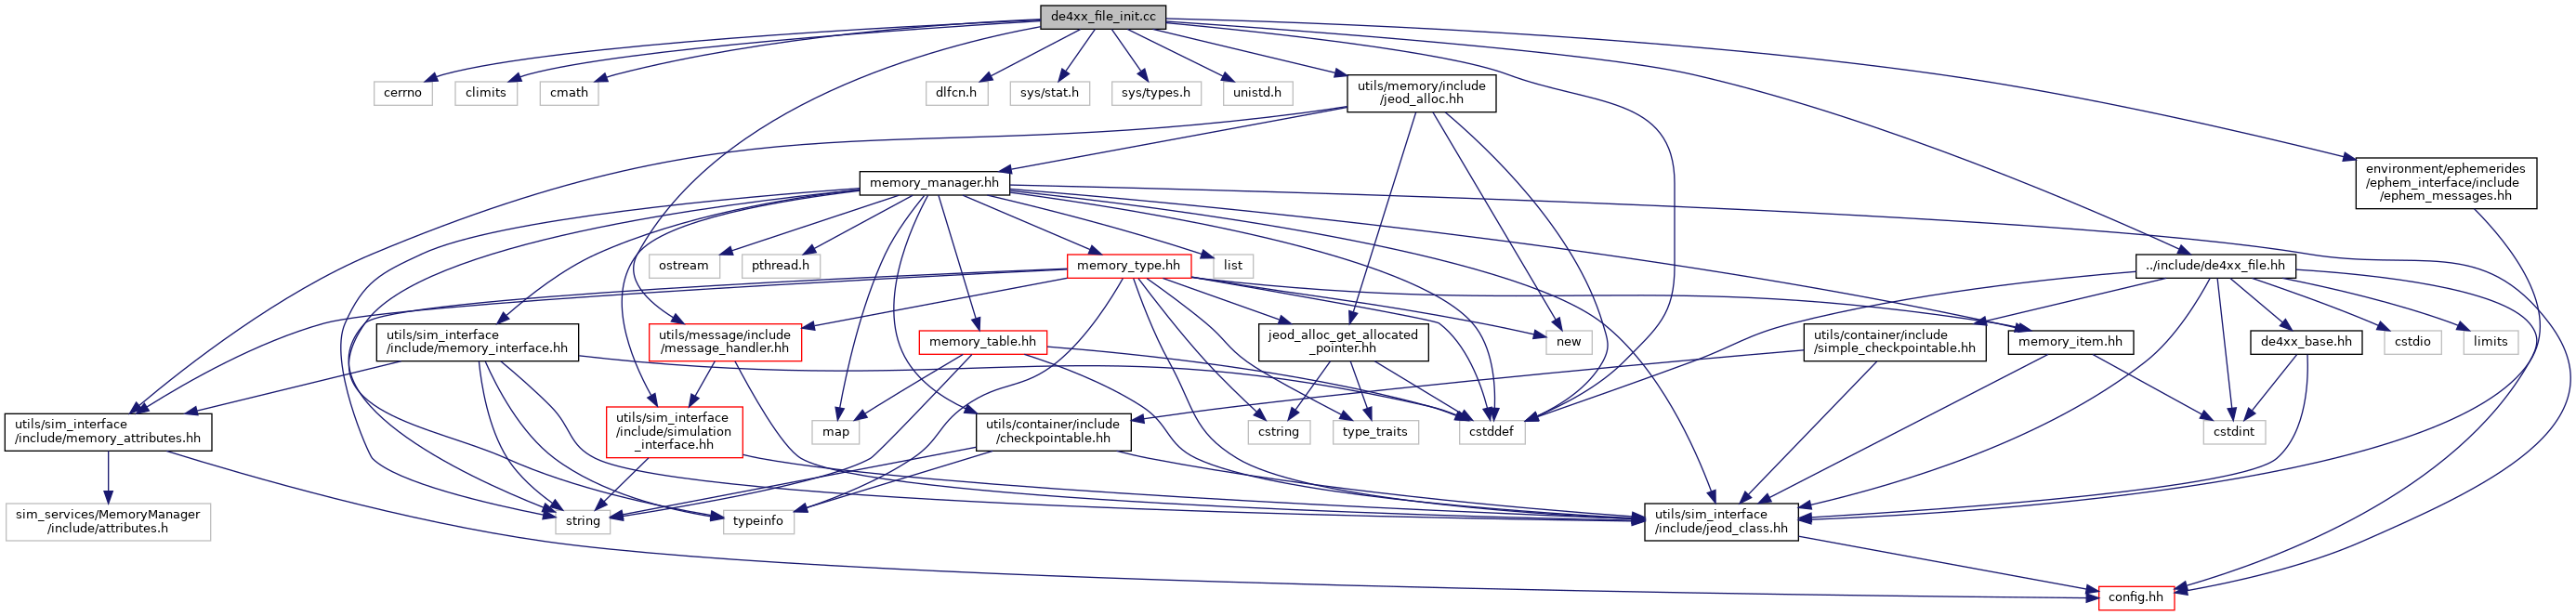 de4xx_file_init.cc
cerrno
climits
cmath
dlfcn.h
sys/stat.h
sys/types.h
unistd.h
utils/memory/include
/jeod_alloc.hh
memory_manager.hh
environment/ephemerides
/ephem_interface/include
/ephem_messages.hh
ostream
pthread.h
memory_type.hh
list
../include/de4xx_file.hh
utils/sim_interface
/include/memory_interface.hh
utils/message/include
/message_handler.hh
memory_table.hh
jeod_alloc_get_allocated
_pointer.hh
new
utils/container/include
/simple_checkpointable.hh
memory_item.hh
de4xx_base.hh
cstdio
limits
utils/sim_interface
/include/memory_attributes.hh
utils/sim_interface
/include/simulation
_interface.hh
map
utils/container/include
/checkpointable.hh
cstring
type_traits
cstddef
cstdint
sim_services/MemoryManager
/include/attributes.h
string
typeinfo
utils/sim_interface
/include/jeod_class.hh
config.hh